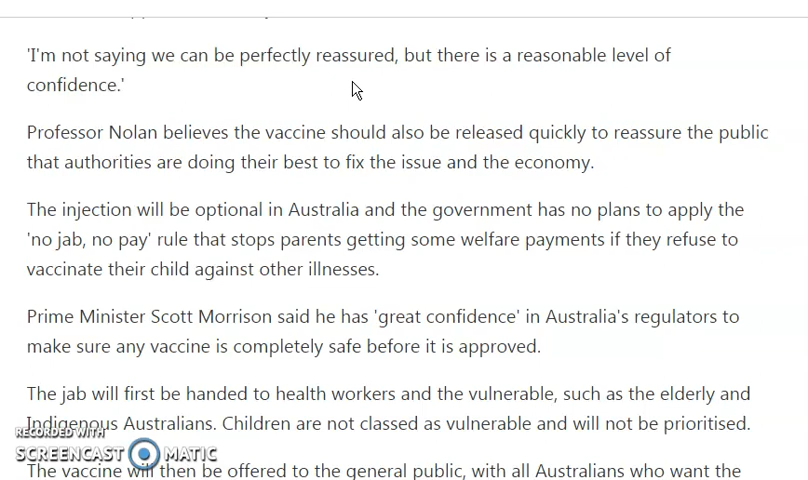 'I'm not saying we can be perfectly reassured, but there is a reasonable level of
confidence.'
Professor Nolan believes the vaccine should also be released quickly to reassure the public
that authorities are doing their best to fix the issue and the economy.
The injection will be optional in Australia and the government has no plans to apply the
'no jab, no pay' rule that stops parents getting some welfare payments if they refuse to
vaccinate their child against other illnesses.
Prime Minister Scott Morrison said he has 'great confidence' in Australia's regulators to
make sure any vaccine is completely safe before it is approved.
The jab will first be handed to health workers and the vulnerable, such as the elderly and
Indigenous Australians. Children are not classed as vulnerable and will not be prioritised.
RECORDED WITH
SCREENCAST MATIC
The vaccine will then be offered to the general public, with all Australians who want the